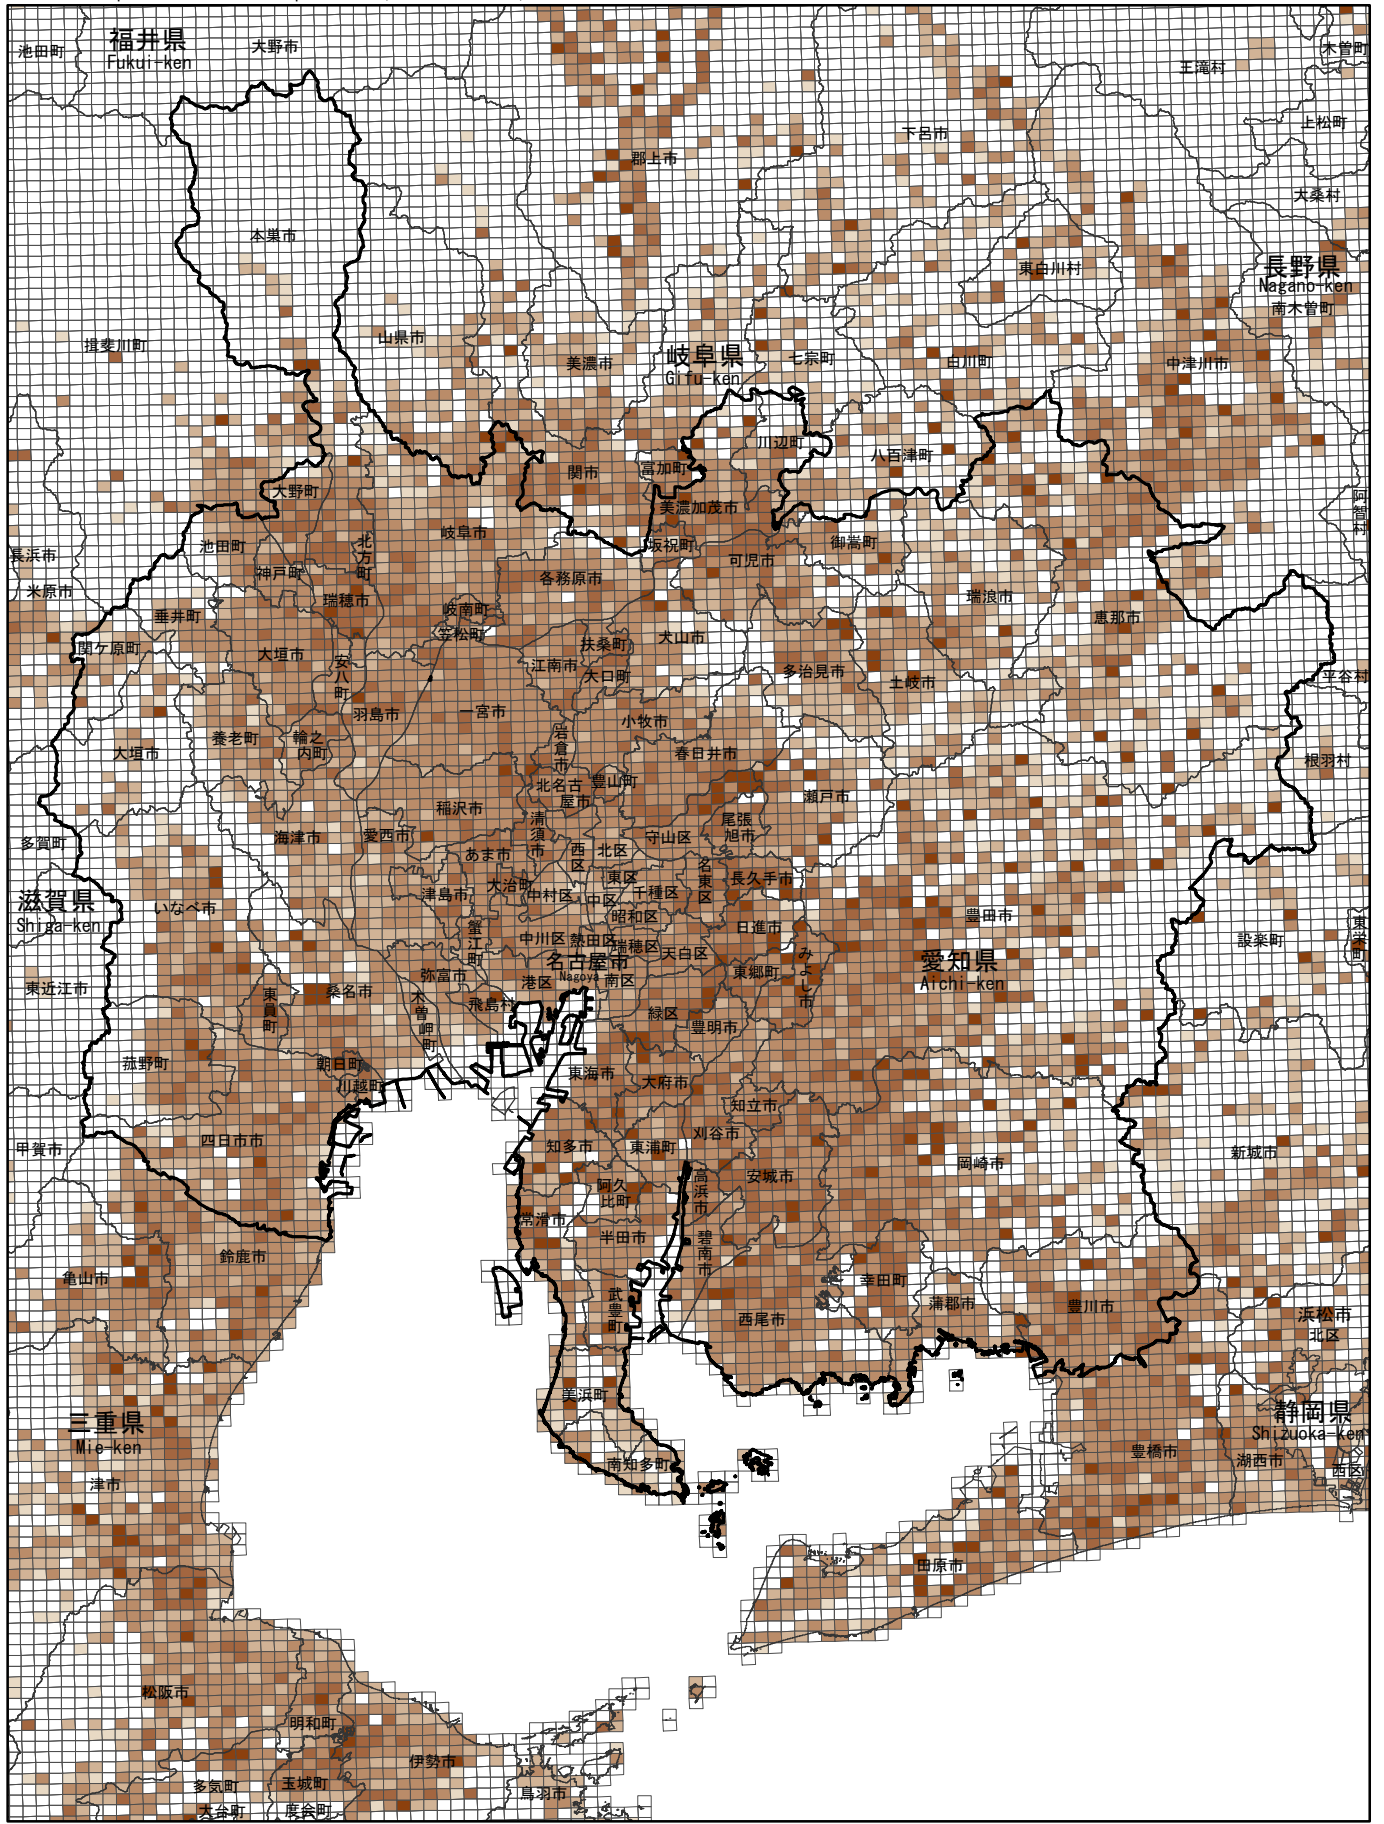 福井県
Fukui-ken
池田町
大野市
木曽町
王滝村
上松町
下呂市
郡上市
大桑村
本巣市
東白川村
長野県
Nagano-ken
南木曽町
揖斐川町
山県市
美濃市
岐阜県
Gifu-ken
七宗町
白川町
中津川市
川辺町
八百津町
関市
富加町
大野町
美濃加茂市
阿智村
岐阜市
池田町
北方町
坂祝町
御嵩町
長浜市
可児市
神戸町
各務原市
米原市
瑞穂市
瑞浪市
垂井町
岐南町
恵那市
笠松町
関ケ原町
扶桑町
犬山市
大垣市
安八町
江南市
大口町
多治見市
土岐市
平谷村
羽島市
一宮市
小牧市
養老町
輪之内町
岩倉市
大垣市
春日井市
根羽村
北名古屋市
豊山町
瀬戸市
稲沢市
尾張旭市
海津市
愛西市
清須市
守山区
多賀町
あま市
西区
北区
名東区
東区
長久手市
滋賀県
Shiga-ken
津島市
大治町
中村区
中区
千種区
いなべ市
昭和区
豊田市
日進市
東栄町
蟹江町
中川区
熱田区
瑞穂区
設楽町
天白区
みよし市
名古屋市
Nagoya
愛知県
Aichi-ken
東郷町
弥富市
港区
南区
東近江市
東員町
桑名市
木曽岬町
飛島村
緑区
豊明市
菰野町
朝日町
川越町
東海市
大府市
知立市
四日市市
知多市
東浦町
刈谷市
甲賀市
新城市
岡崎市
阿久比町
高浜市
安城市
常滑市
半田市
碧南市
鈴鹿市
亀山市
幸田町
武豊町
蒲郡市
豊川市
西尾市
浜松市
北区
美浜町
三重県
Mie-ken
静岡県
Shizuoka-ken
豊橋市
湖西市
南知多町
西区
津市
田原市
松阪市
明和町
伊勢市
多気町
玉城町
鳥羽市
大台町
度会町